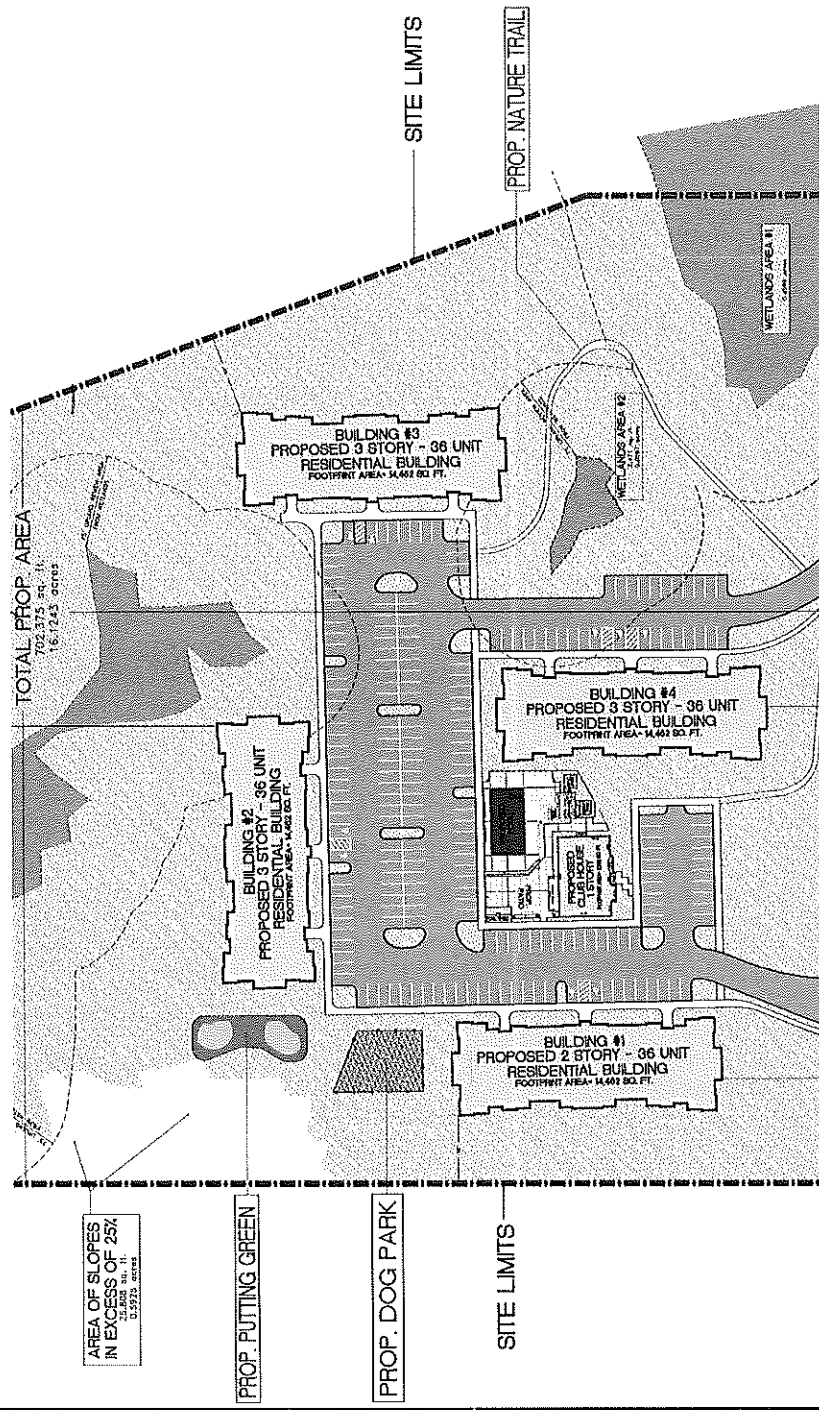 TOTAL PROP. AREA
702,375 sq. ft.
16.1243 acres
SITE LIMITS
PROP. NATURE TRAIL
AREA OF SLOPES
IN EXCESS OF 25%
25,808 sq. ft.
0.5925 acres
PROP. PUTTING GREEN
PROP. DOG PARK
SITE LIMITS
BUILDING #3
PROPOSED 3 STORY - 36 UNIT
RESIDENTIAL BUILDING
FOOTPRINT AREA= 14,462 SQ. FT.
BUILDING #2
PROPOSED 3 STORY - 36 UNIT
RESIDENTIAL BUILDING
FOOTPRINT AREA= 14,462 SQ. FT.
BUILDING #4
PROPOSED 3 STORY - 36 UNIT
RESIDENTIAL BUILDING
FOOTPRINT AREA= 14,462 SQ. FT.
BUILDING #1
PROPOSED 2 STORY - 36 UNIT
RESIDENTIAL BUILDING
FOOTPRINT AREA= 14,462 SQ. FT.
PROPOSED
CLUB HOUSE
1 STORY
PROP.
PATIO
WETLANDS AREA #2
WETLANDS AREA #1